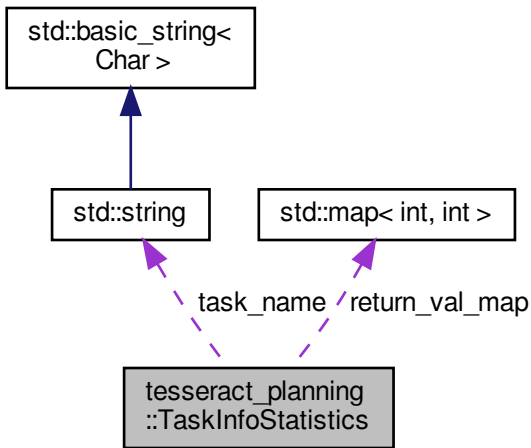 std::basic_string<
Char >
std::string
std::map< int, int >
task_name
return_val_map
tesseract_planning
::TaskInfoStatistics